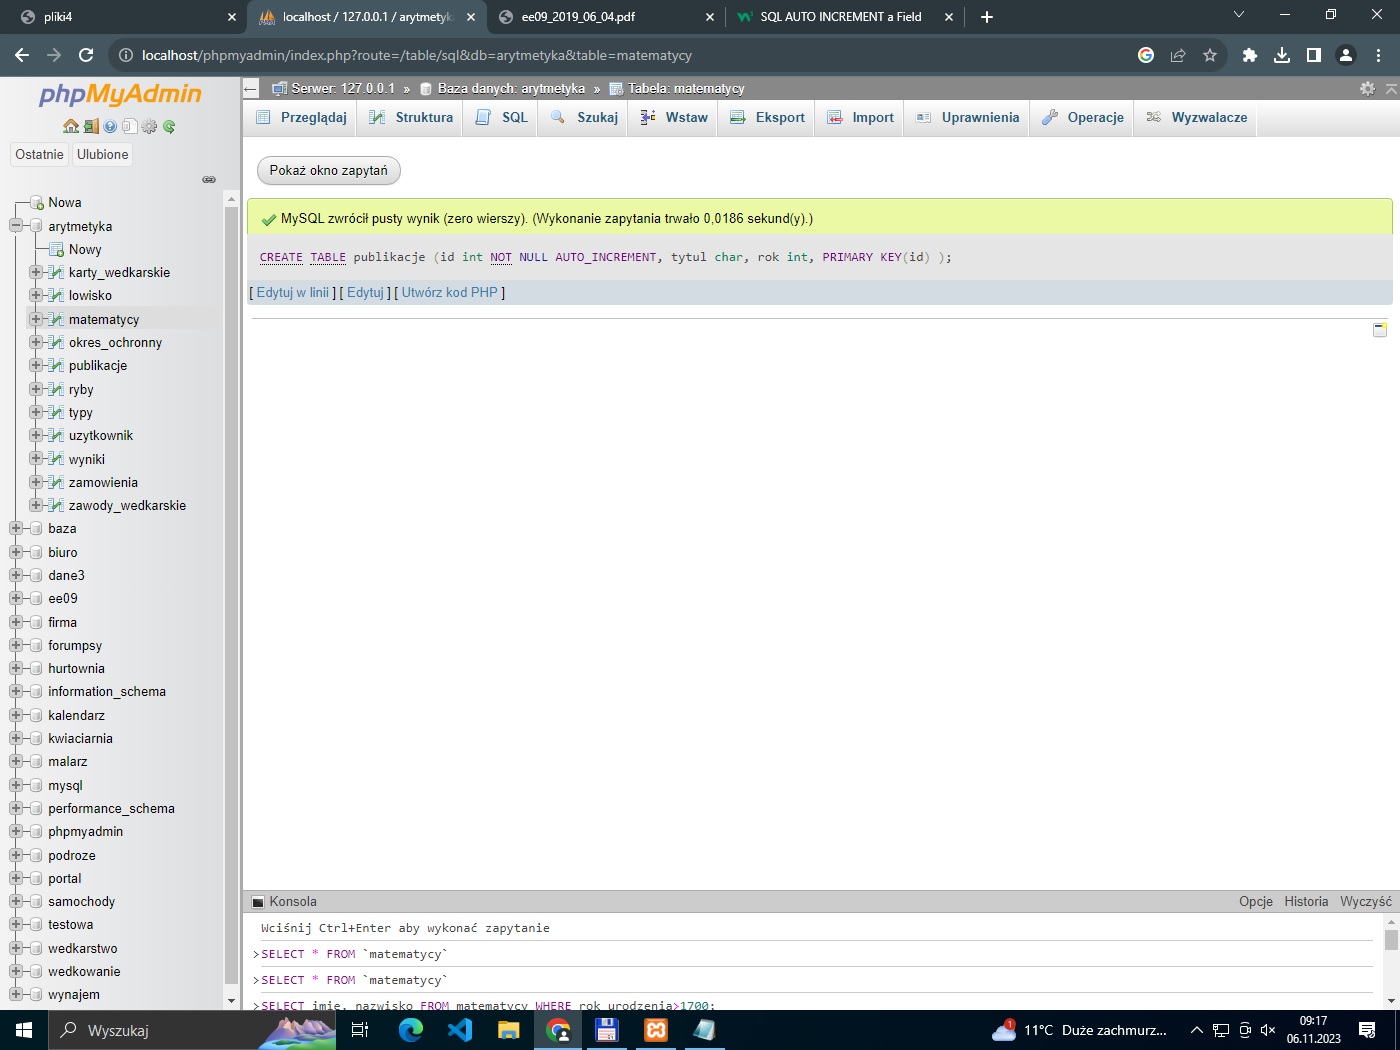 pliki4
localhost / 127.0.0.1 / arytmetyka
ee09_2019_06_04.pdf
SQL AUTO INCREMENT a Field
localhost/phpmyadmin/index.php?route=/table/sql&db=arytmetyka&table=matematycy
phpMyAdmin
Ostatnie Ulubione
Nowa
arytmetyka
Nowy
karty_wedkarskie
lowisko
matematycy
okres_ochronny
publikacje
ryby
typy
uzytkownik
wyniki
zamowienia
zawody_wedkarskie
baza
biuro
dane3
ee09
firma
forumpsy
hurtownia
information_schema
kalendarz
kwiaciarnia
malarz
mysql
performance_schema
phpmyadmin
podroze
portal
samochody
testowa
wedkarstwo
wedkowanie
wynajem
Serwer: 127.0.0.1 » Baza danych: arytmetyka » Tabela: matematycy
Przeglądaj Struktura SQL Szukaj Wstaw Eksport Import Uprawnienia Operacje Wyzwalacze
Pokaż okno zapytań
MySQL zwrócił pusty wynik (zero wierszy). (Wykonanie zapytania trwało 0,0186 sekund(y).)
CREATE TABLE publikacje (id int NOT NULL AUTO_INCREMENT, tytul char, rok int, PRIMARY KEY(id) );
[ Edytuj w linii ] [ Edytuj ] [ Utwórz kod PHP ]
Konsola Opcje Historia Wyczyść
Wciśnij Ctrl+Enter aby wykonać zapytanie
>SELECT * FROM `matematycy`
>SELECT * FROM `matematycy`
>SELECT imie, nazwisko FROM matematycy WHERE rok_urodzenia>1700;
Wyszukaj
1
11°C Duże zachmurz...
09:17
06.11.2023